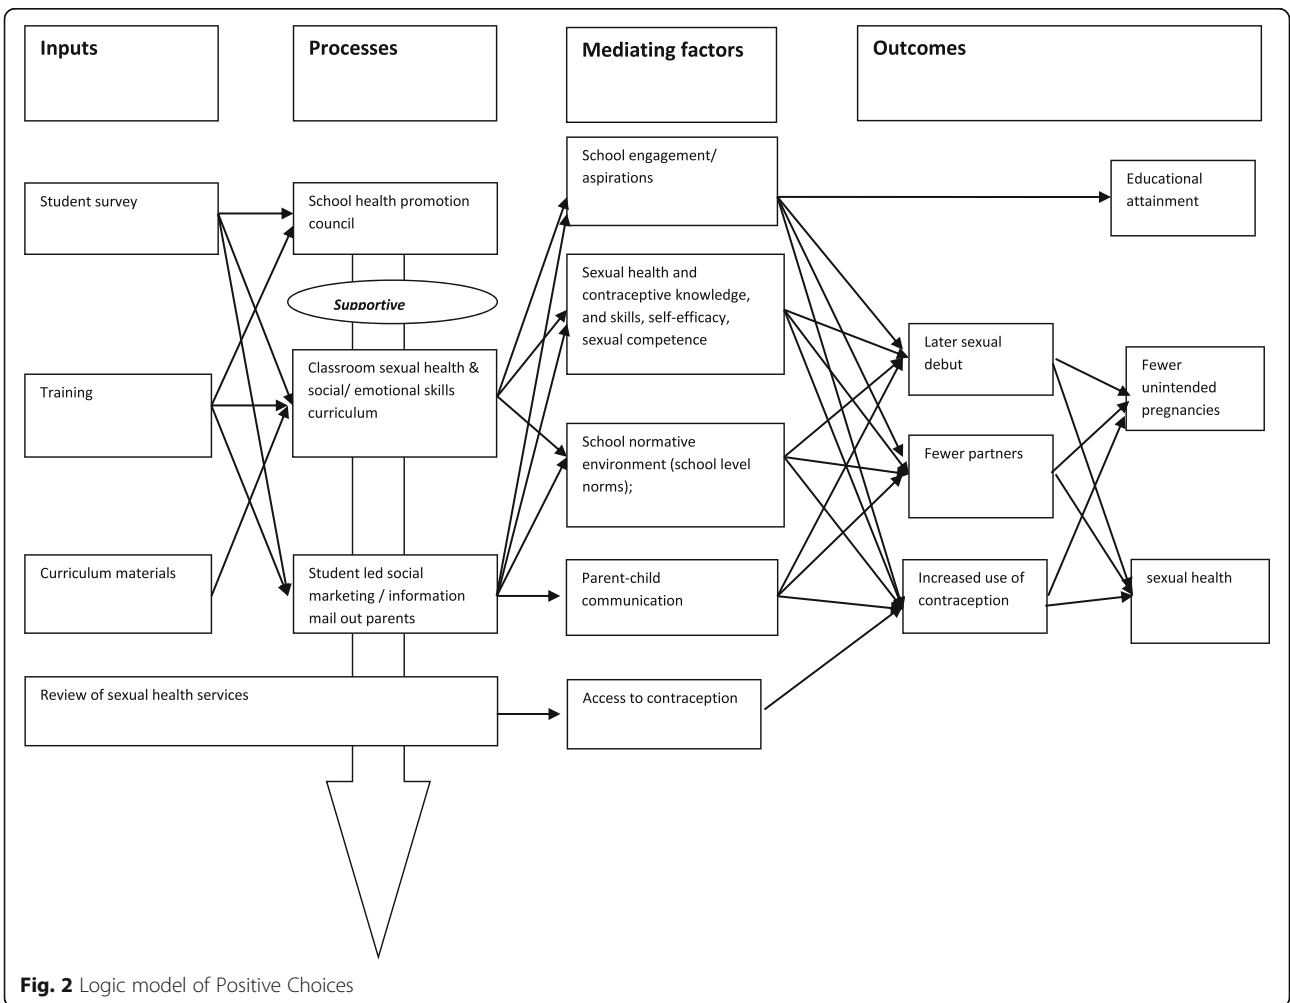 Inputs
Processes
Mediating factors
Outcomes
Student survey
Training
Curriculum materials
Review of sexual health services
School health promotion
council
Supportive
Classroom sexual health &
social/ emotional skills
curriculum
Student led social
marketing / information
mail out parents
School engagement/
aspirations
Sexual health and
contraceptive knowledge,
and skills, self-efficacy,
sexual competence
School normative
environment (school level
norms);
Parent-child
communication
Access to contraception
Later sexual
debut
Fewer partners
Increased use of
contraception
Educational
attainment
Fewer
unintended
pregnancies
sexual health
Fig. 2 Logic model of Positive Choices